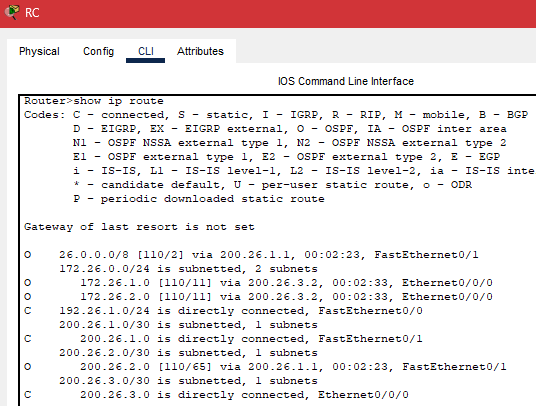 RC
Physical Config CLI Attributes
IOS Command Line Interface
Router>show ip route
Codes: C - connected, S - static, I - IGRP, R - RIP, M - mobile, B - BGP
D - EIGRP, EX - EIGRP external, O - OSPF, IA - OSPF inter area
N1 - OSPF NSSA external type 1, N2 - OSPF NSSA external type 2
E1 - OSPF external type 1, E2 - OSPF external type 2, E - EGP
i - IS-IS, L1 - IS-IS level-1, L2 - IS-IS level-2, ia - IS-IS inte
* - candidate default, U - per-user static route, o - ODR
P - periodic downloaded static route
Gateway of last resort is not set
O 26.0.0.0/8 [110/2] via 200.26.1.1, 00:02:23, FastEthernet0/1
172.26.0.0/24 is subnetted, 2 subnets
O 172.26.1.0 [110/11] via 200.26.3.2, 00:02:33, Ethernet0/0/0
O 172.26.2.0 [110/11] via 200.26.3.2, 00:02:33, Ethernet0/0/0
C 192.26.1.0/24 is directly connected, FastEthernet0/0
200.26.1.0/30 is subnetted, 1 subnets
C 200.26.1.0 is directly connected, FastEthernet0/1
200.26.2.0/30 is subnetted, 1 subnets
O 200.26.2.0 [110/65] via 200.26.1.1, 00:02:23, FastEthernet0/1
200.26.3.0/30 is subnetted, 1 subnets
C 200.26.3.0 is directly connected, Ethernet0/0/0